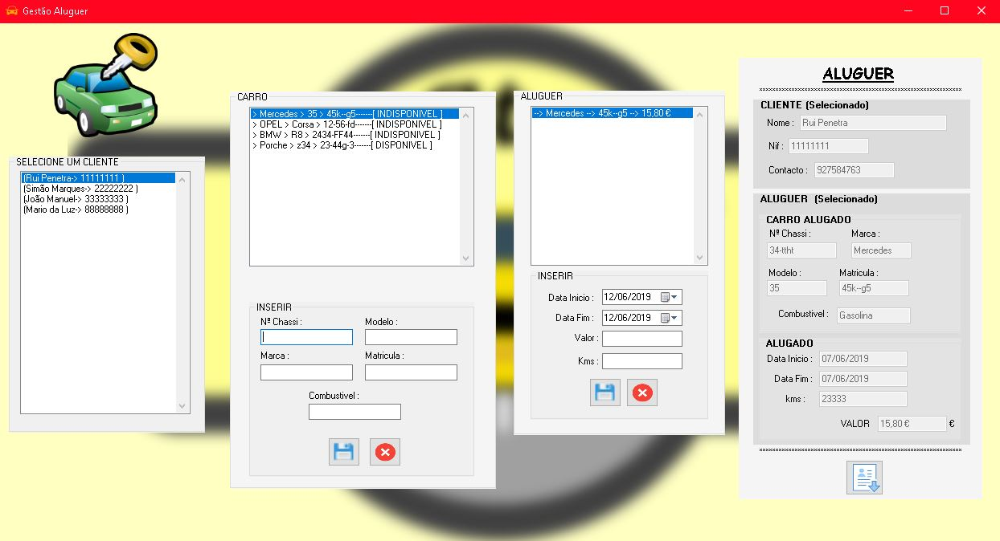 Gestão Aluguer
SELECIONE UM CLIENTE
(Rui Penetra-> 11111111 )
(Simão Marques-> 22222222 )
(João Manuel-> 33333333 )
(Mario da Luz-> 88888888 )
CARRO
> Mercedes > 35 > 45k--g5------[ INDISPONIVEL ]
> OPEL > Corsa > 12-56-fd------[ INDISPONIVEL ]
> BMW > R8 > 2434-FF44------[ INDISPONIVEL ]
> Porche > z34 > 23-44g-3------[ DISPONIVEL ]
INSERIR
Nº Chassi :
Modelo :
Marca :
Matricula :
Combustivel :
ALUGUER
--> Mercedes --> 45k--g5 --> 15,80 €
INSERIR
Data Inicio : 12/06/2019
Data Fim : 12/06/2019
Valor :
Kms :
ALUGUER
CLIENTE (Selecionado)
Nome : Rui Penetra
Nif : 11111111
Contacto : 927584763
ALUGUER (Selecionado)
CARRO ALUGADO
Nº Chassi : Marca :
34-ttht Mercedes
Modelo : Matricula :
35 45k--g5
Combustivel : Gasolina
ALUGADO
Data Inicio : 07/06/2019
Data Fim : 07/06/2019
kms : 23333
VALOR 15,80 € €